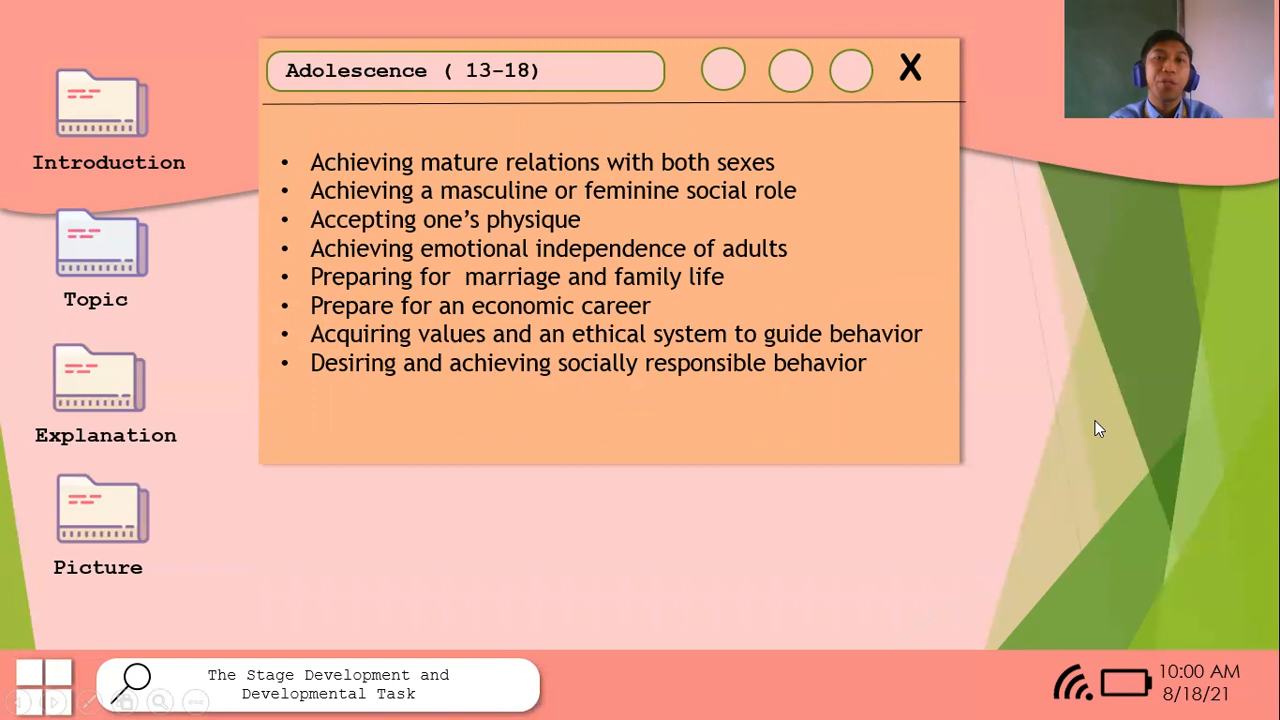 Adolescence ( 13-18)
X
Introduction
Topic
Explanation
Picture
• Achieving mature relations with both sexes
• Achieving a masculine or feminine social role
• Accepting one’s physique
• Achieving emotional independence of adults
• Preparing for  marriage and family life
• Prepare for an economic career
• Acquiring values and an ethical system to guide behavior
• Desiring and achieving socially responsible behavior
The Stage Development and
Developmental Task
10:00 AM
8/18/21